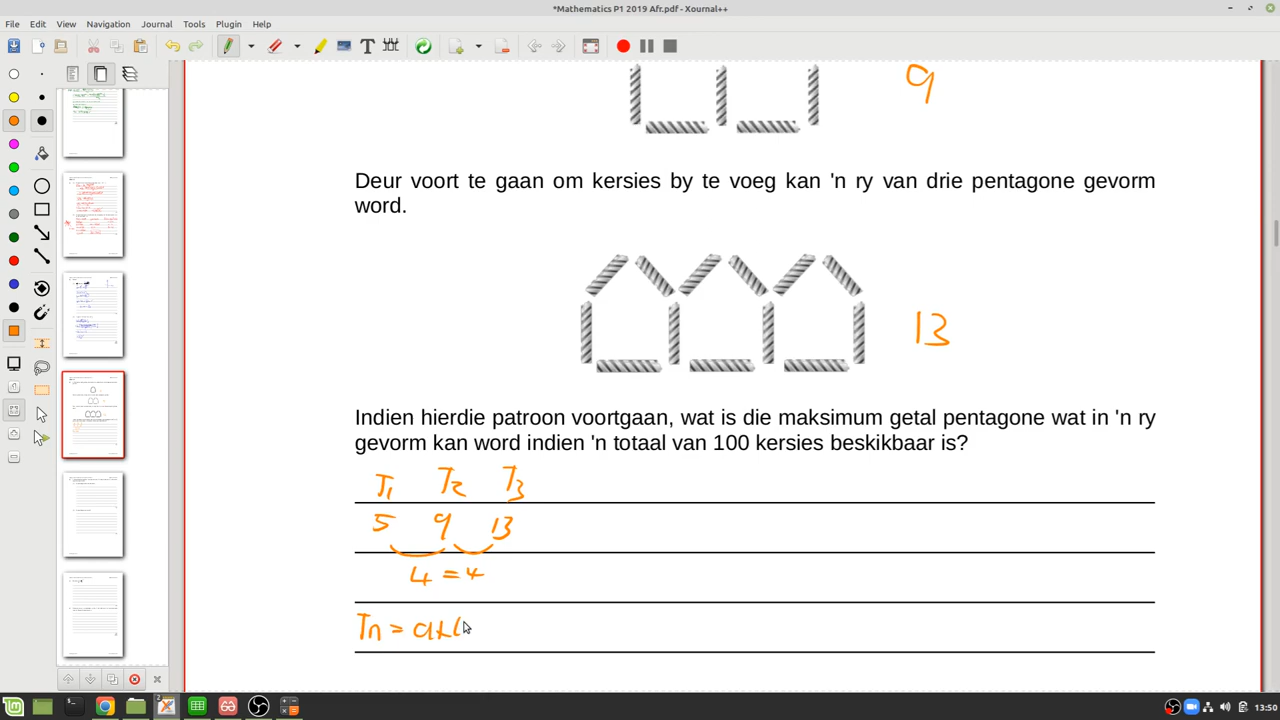 *Mathematics P1 2019 Afr.pdf - Xournal++
File Edit View Navigation Journal Tools Plugin Help
9
Deur voort te gaan om kersies by te voeg kan 'n ry van drie pentagone gevorm
word.
13
Indien hierdie patroon voortgaan, wat is die maksimum getal pentagone wat in 'n ry
gevorm kan word indien 'n totaal van 100 kersies beskikbaar is?
T1 T2 T3
5 9 13
4 = 4
Tn = a+(
13:50